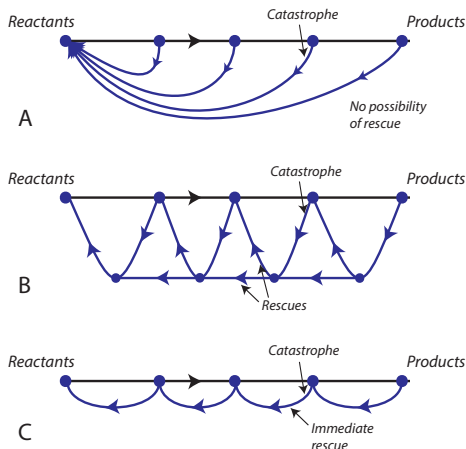 Reactants
Catastrophe
Products
No possibility
of rescue
A
Reactants
Catastrophe
Products
B
Rescues
Reactants
Catastrophe
Products
Immediate
rescue
C